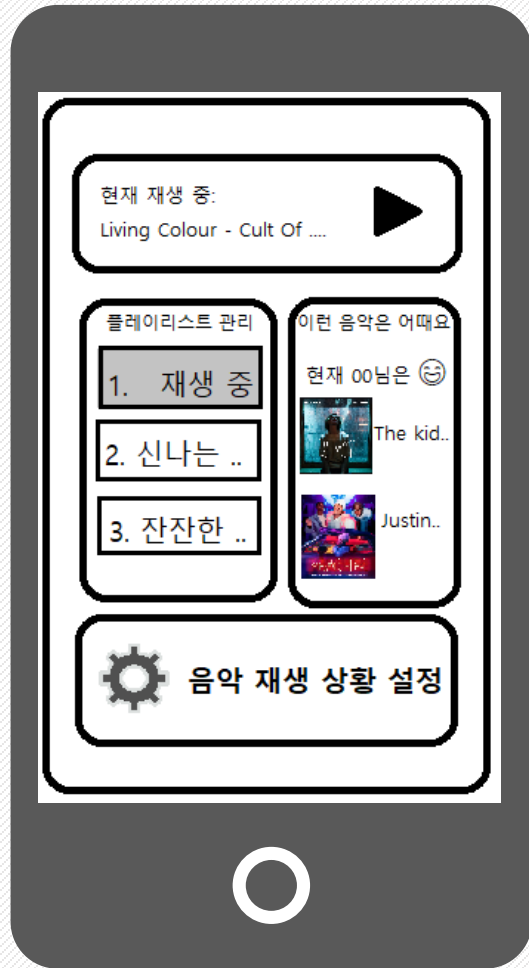 현재 재생 중:
Living Colour - Cult Of ....
플레이리스트 관리
1. 재생 중
2. 신나는 ..
3. 잔잔한 ..
이런 음악은 어때요
현재 00님은 😄
The kid..
Justin..
음악 재생 상황 설정